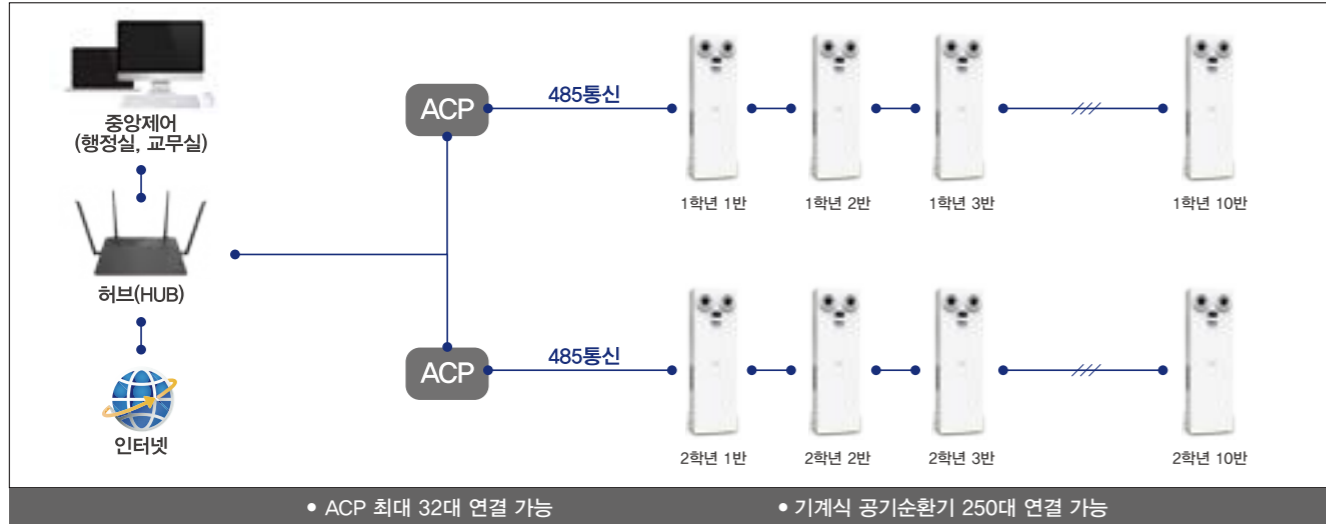 중앙제어
(행정실, 교무실)
허브(HUB)
인터넷
ACP
485통신
1학년 1반
1학년 2반
1학년 3반
1학년 10반
ACP
485통신
2학년 1반
2학년 2반
2학년 3반
2학년 10반
• ACP 최대 32대 연결 가능
• 기계식 공기순환기 250대 연결 가능